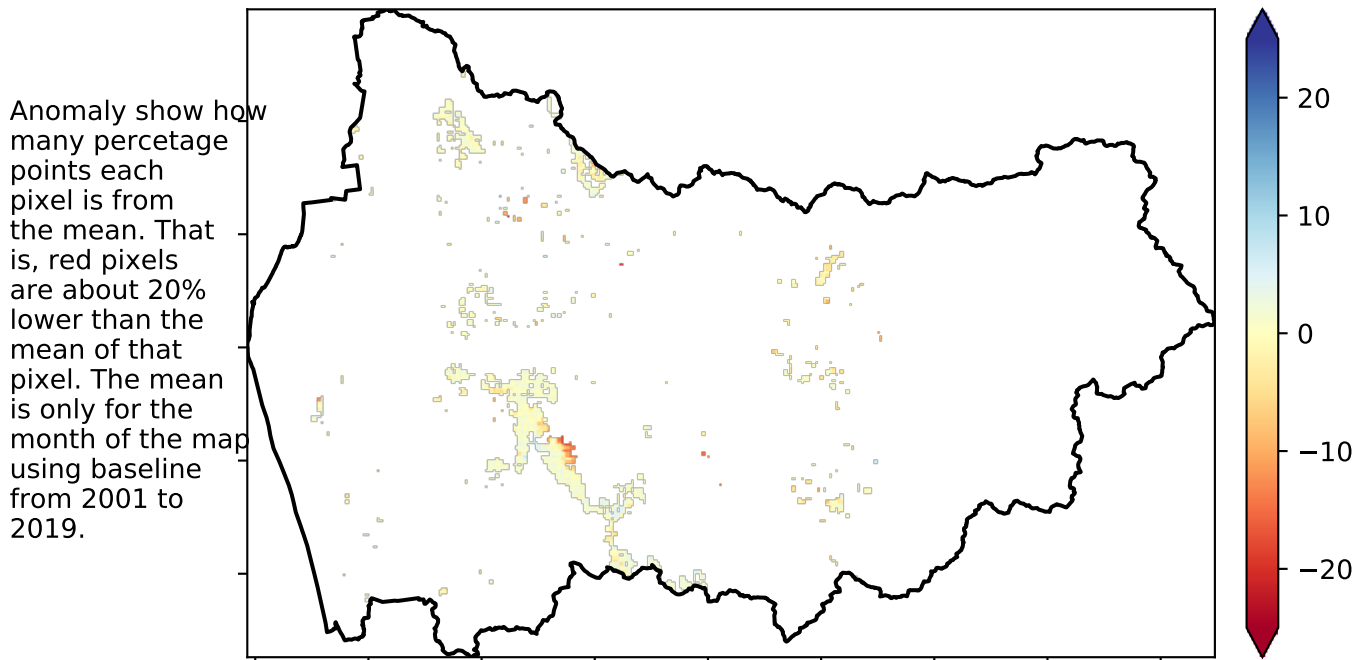 Anomaly show how
many percetage
points each
pixel is from
the mean. That
is, red pixels
are about 20%
lower than the
mean of that
pixel. The mean
is only for the
month of the map
using baseline
from 2001 to
2019.
20
10
0
−10
−20